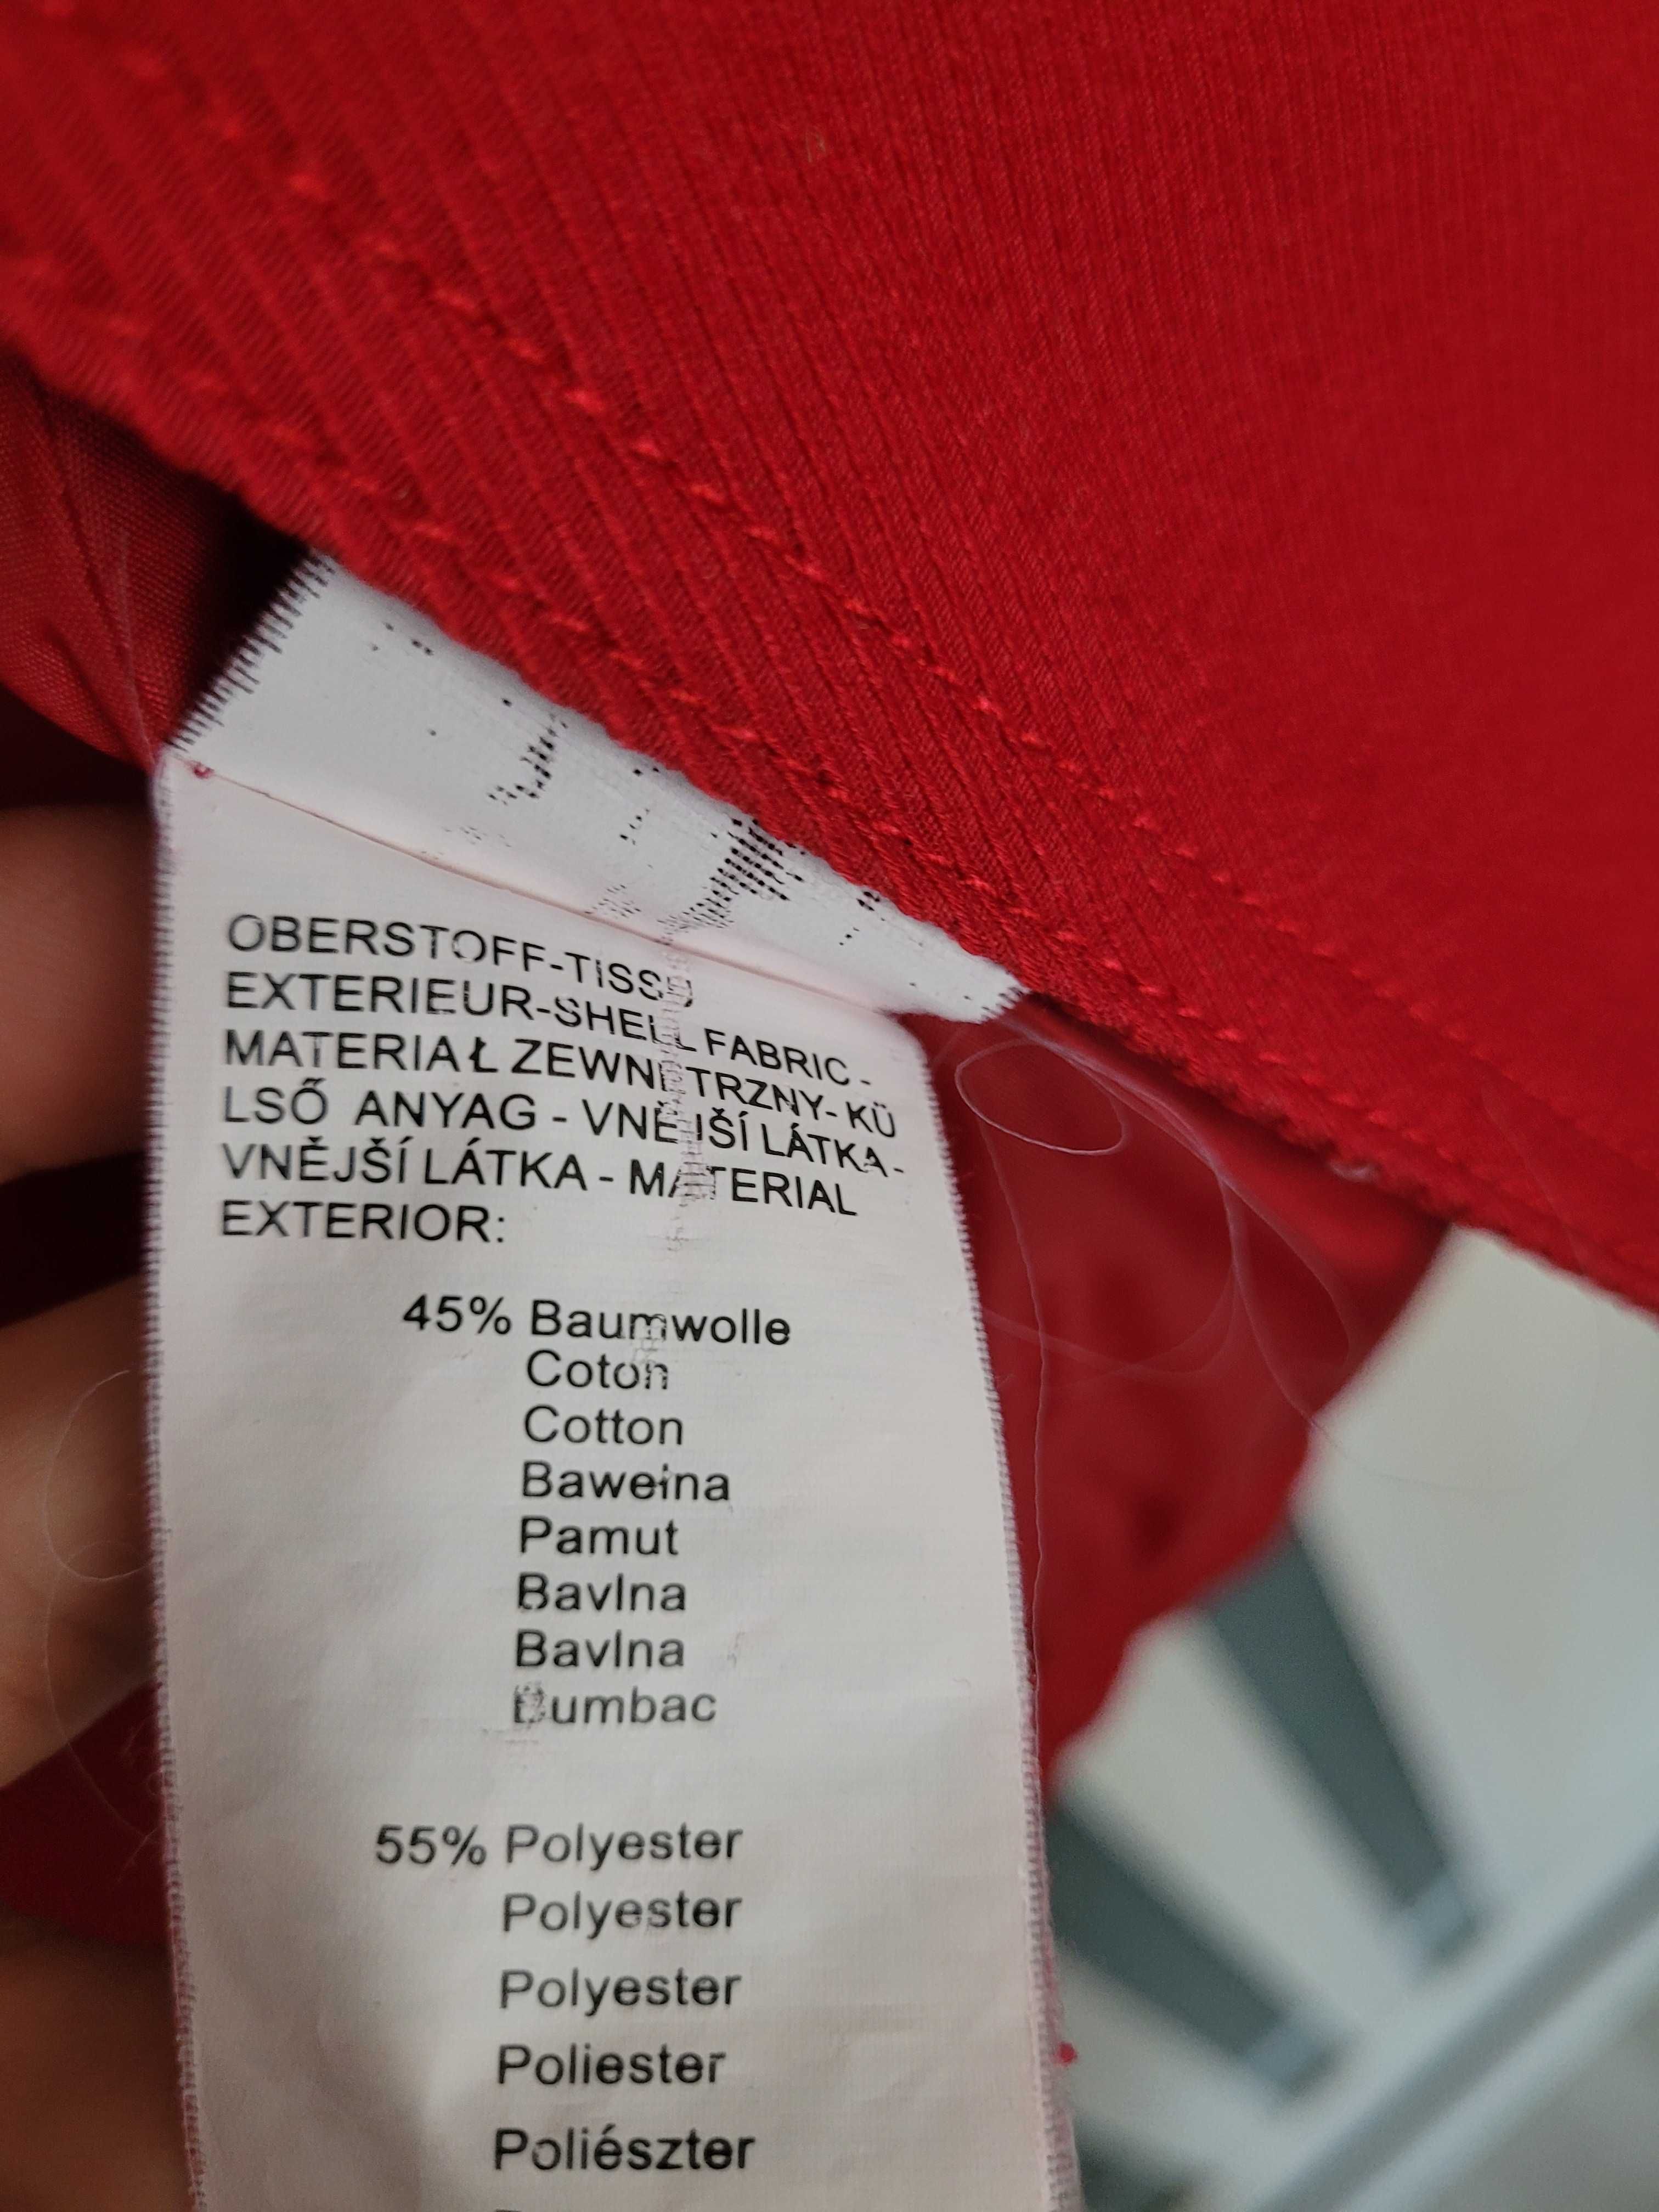 OBERSTOFF-TISSU
EXTERIEUR-SHELL FABRIC -
MATERIAŁ ZEWNĘTRZNY- KÜ
LSŐ ANYAG - VNĚJŠÍ LÁTKA-
VNĚJŠÍ LÁTKA - MATERIAL
EXTERIOR:
45% Baumwolle
Coton
Cotton
Bawełna
Pamut
Bavlna
Bavlna
Bumbac
55% Polyester
Polyester
Polyester
Poliester
Poliészter